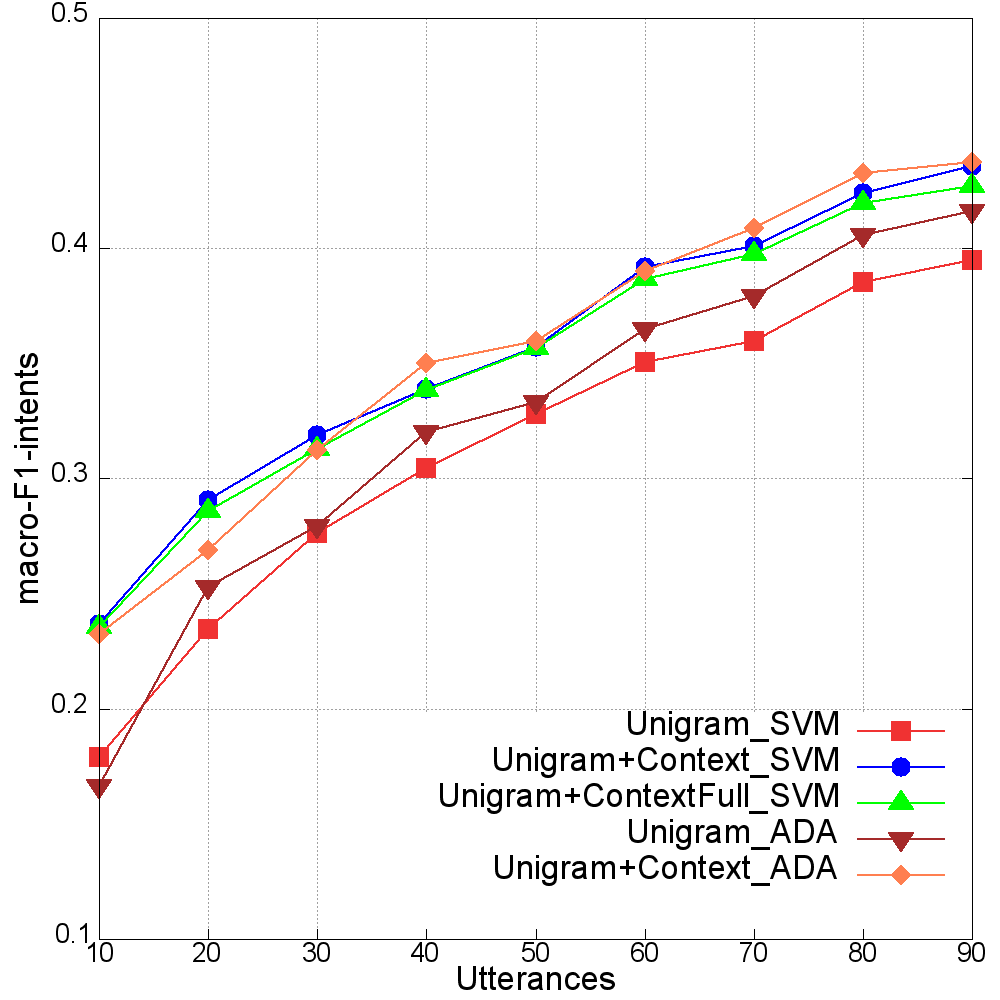 0.5
0.4
0.3
0.2
0.1
macro-F1-intents
Unigram_SVM
Unigram+Context_SVM
Unigram+ContextFull_SVM
Unigram_ADA
Unigram+Context_ADA
10 20 30 40 50 60 70 80 90
Utterances